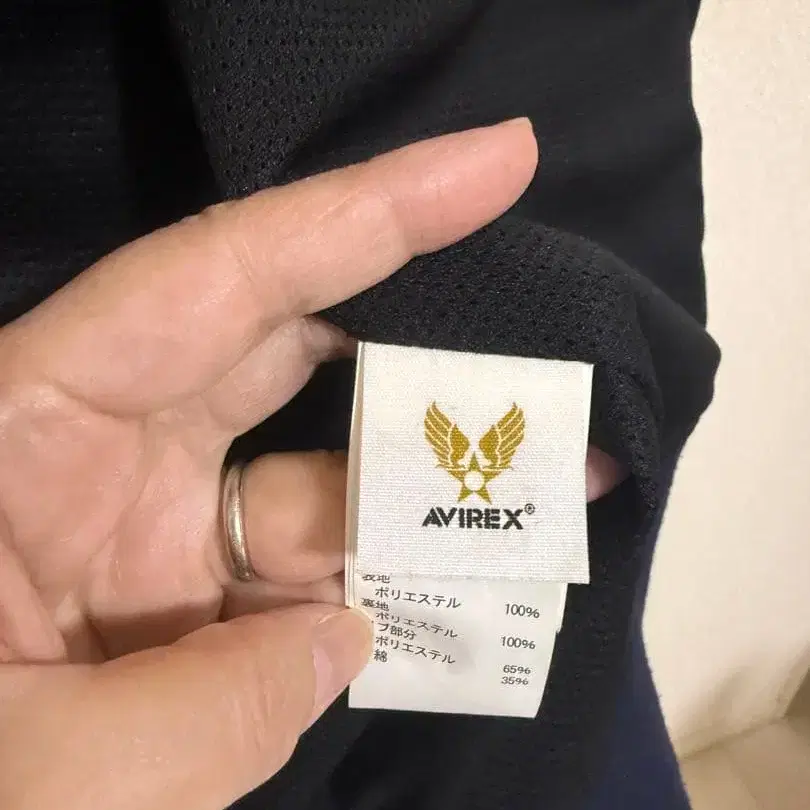 AVIREX®
表地
ポリエステル 100%
裏地
ポリエステル 100%
部分
ポリエステル 65%
綿 35%